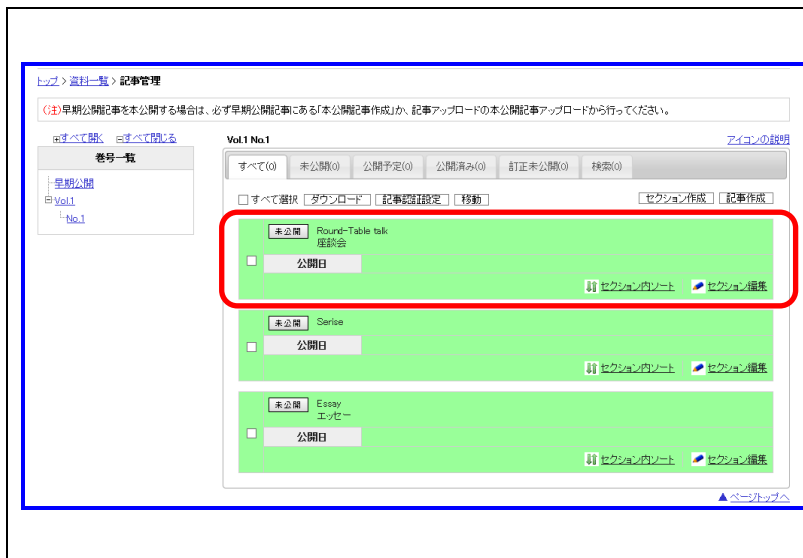 トップ > 資料一覧 > 記事管理
(注)早期公開記事を本公開する場合は、必ず早期公開記事にある「本公開記事作成」か、記事アップロードの本公開記事アップロードから行ってください。
すべて開く すべて閉じる
巻号一覧
早期公開
Vol.1
No.1
Vol.1 No.1 アイコンの説明
すべて(0) 未公開(0) 公開予定(0) 公開済み(0) 訂正未公開(0) 検索(0)
すべて選択 ダウンロード 記事認証設定 移動 セクション作成 記事作成
未公開 Round-Table talk
座談会
公開日
セクション内ソート セクション編集
未公開 Serise
公開日
セクション内ソート セクション編集
未公開 Essay
エッセー
公開日
セクション内ソート セクション編集
▲ ページトップへ